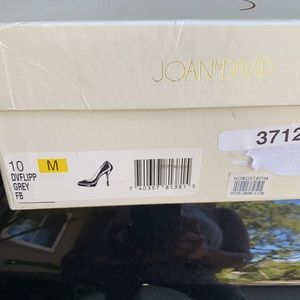 JOAN & DAVID
3712
10
M
DVFLIPP
GREY
FB
7 40357 81381 5
NORDSTROM